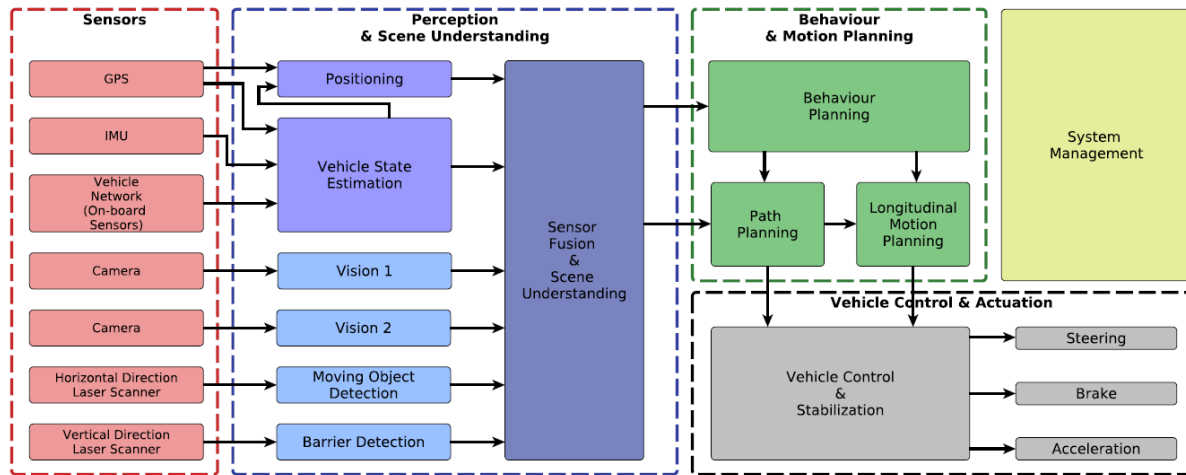 Sensors
GPS
IMU
Vehicle
Network
(On-board
Sensors)
Camera
Camera
Horizontal Direction
Laser Scanner
Vertical Direction
Laser Scanner
Perception
& Scene Understanding
Positioning
Vehicle State
Estimation
Vision 1
Vision 2
Moving Object
Detection
Barrier Detection
Sensor
Fusion
&
Scene
Understanding
Behaviour
& Motion Planning
Behaviour
Planning
Path
Planning
Longitudinal
Motion
Planning
System
Management
Vehicle Control & Actuation
Vehicle Control
&
Stabilization
Steering
Brake
Acceleration